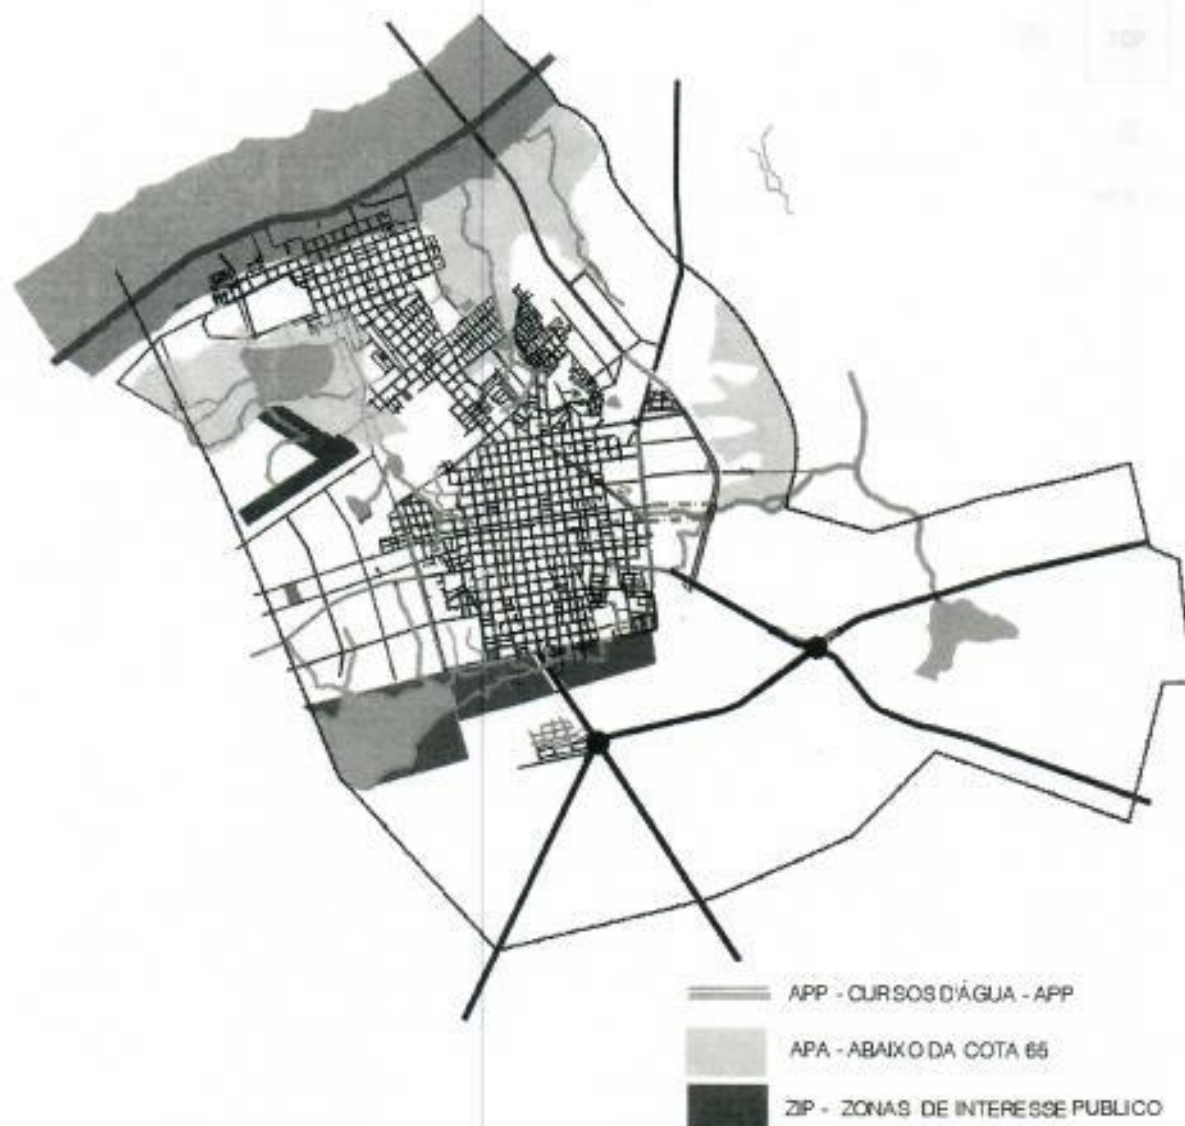 APP - CURSOS D'ÁGUA - APP
APA - ABAIXO DA COTA 65
ZIP - ZONAS DE INTERESSE PUBLICO